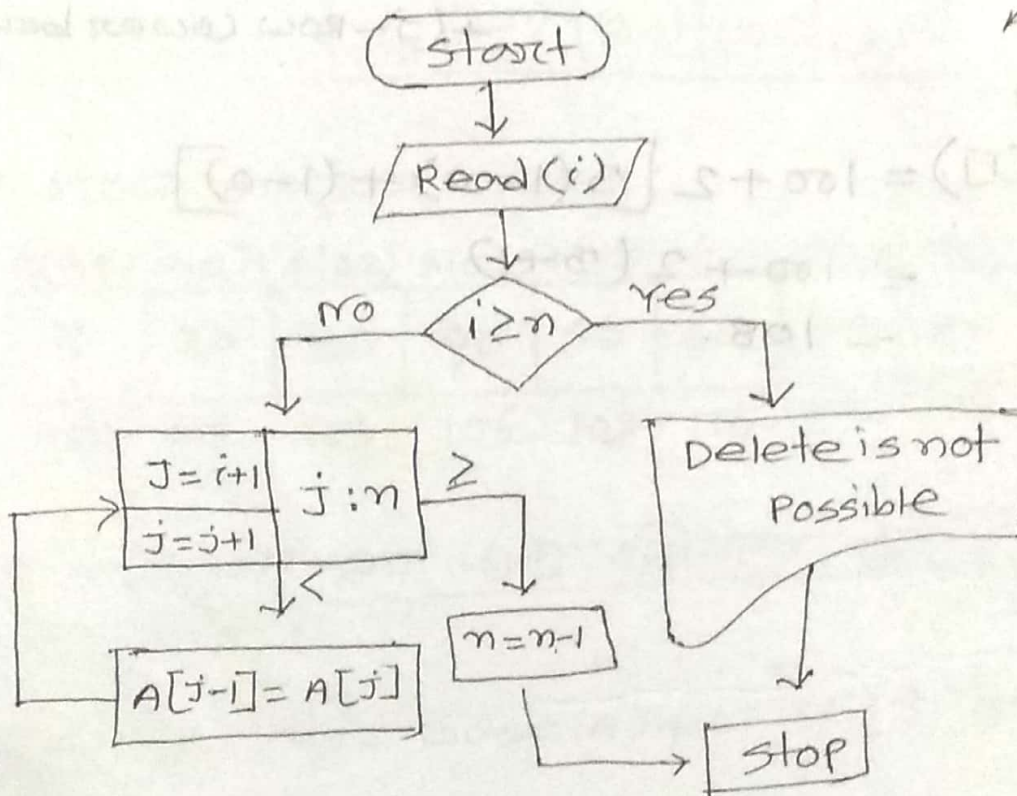 Start
Read(i)
i≥n
no
Yes
J=i+1
j=j+1
j:n
≥
<
A[J-1]=A[j]
n=n-1
Delete is not
Possible
Stop